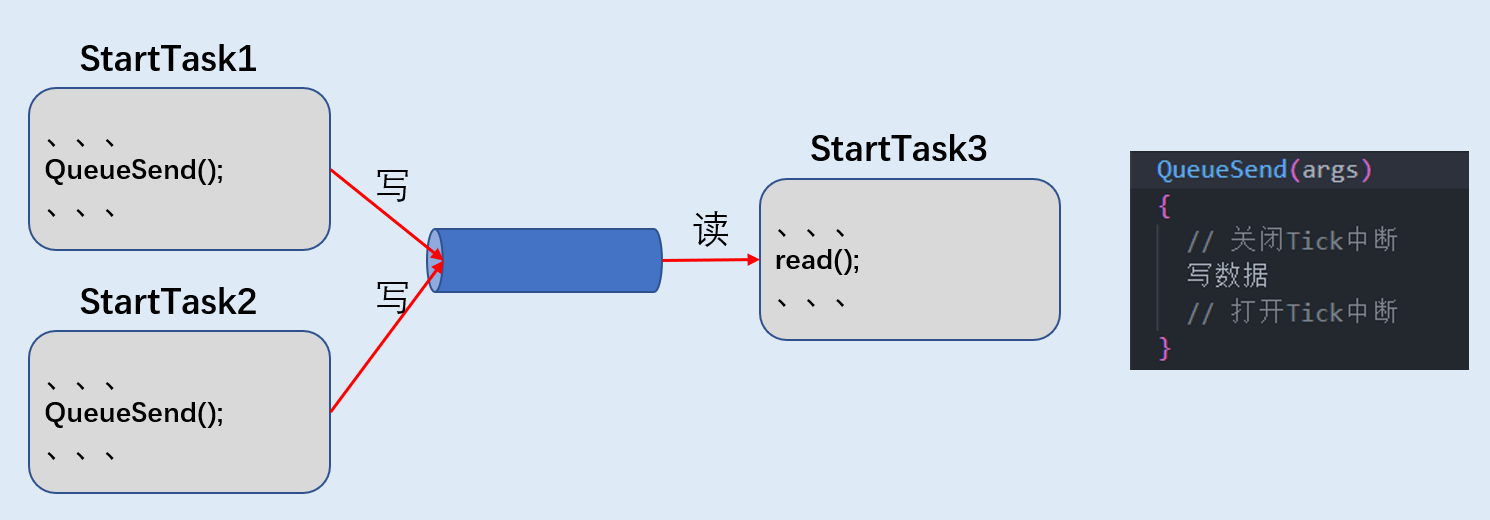 StartTask1
、、、
QueueSend();
、、、
写
StartTask2
、、、
QueueSend();
、、、
写
读
StartTask3
、、、
read();
、、、
QueueSend(args)
{
// 关闭Tick中断
写数据
// 打开Tick中断
}